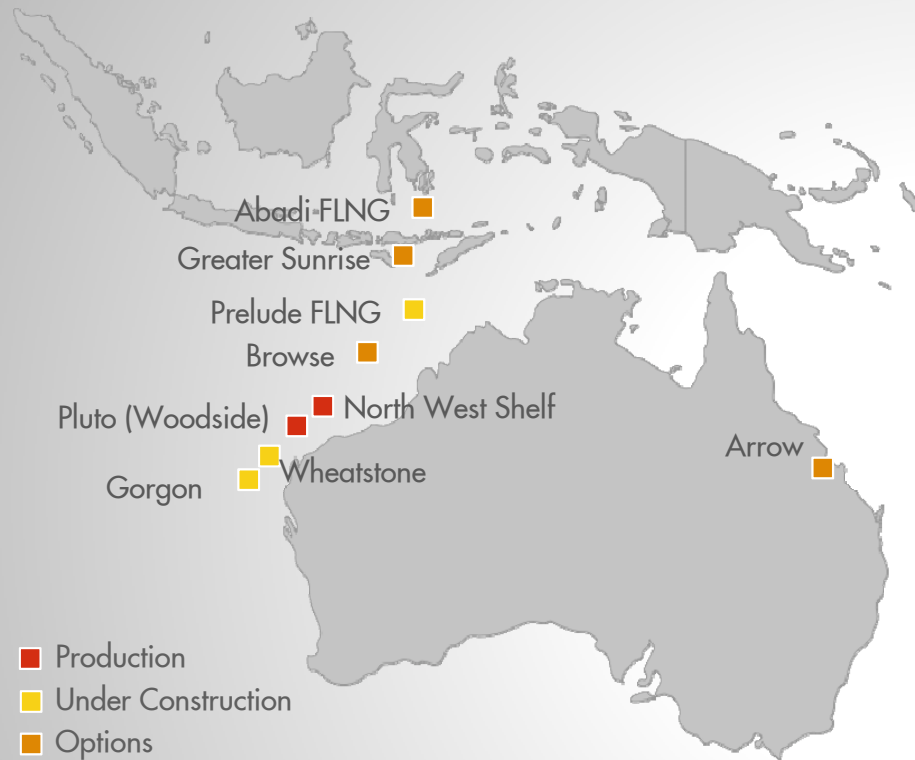 Abadi FLNG
Greater Sunrise
Prelude FLNG
Browse
North West Shelf
Pluto (Woodside)
Arrow
Wheatstone
Gorgon
Production
Under Construction
Options